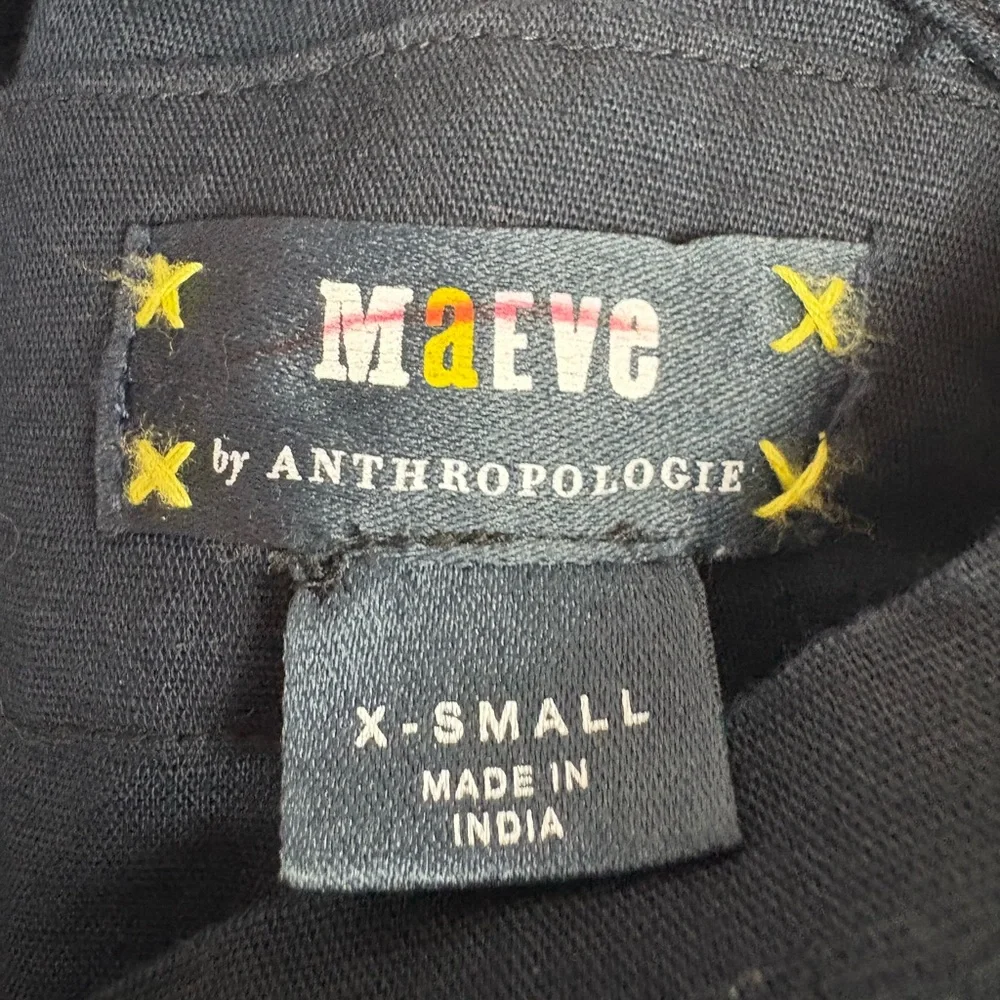 MaEVe
by ANTHROPOLOGIE
X-SMALL
MADE IN
INDIA